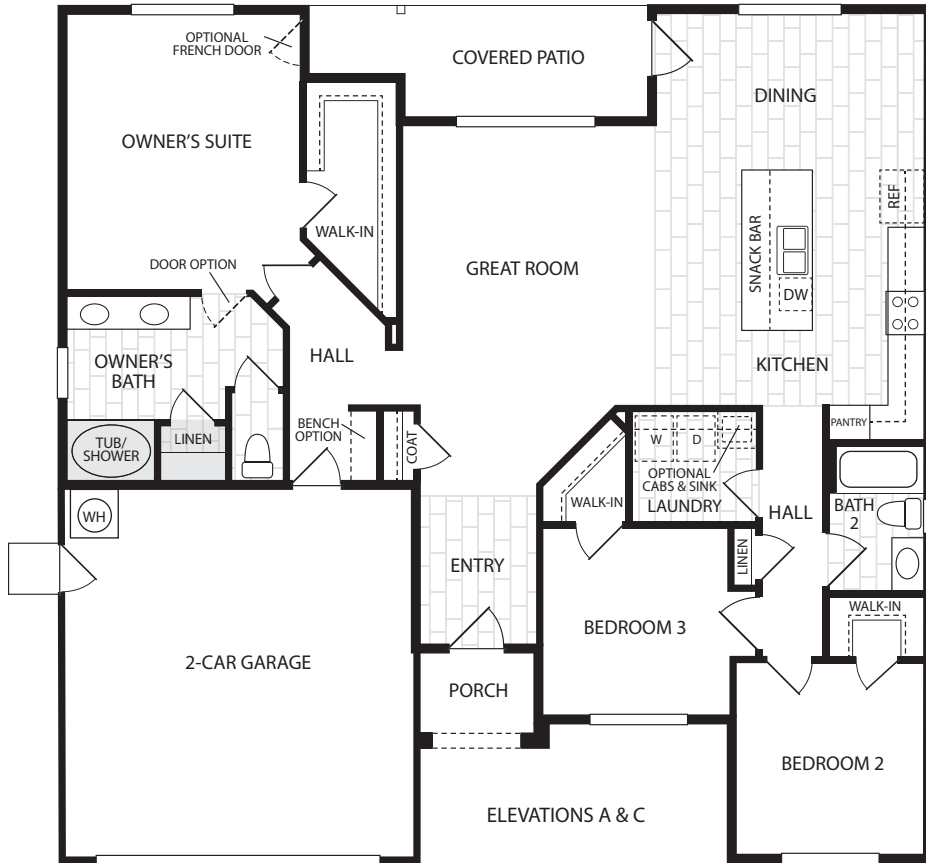 OPTIONAL
FRENCH DOOR
COVERED PATIO
DINING
OWNER'S SUITE
REF
WALK-IN
SNACK BAR
DOOR OPTION
GREAT ROOM
DW
HALL
OWNER'S
BATH
KITCHEN
BENCH
OPTION
COAT
LINEN
TUB/
SHOWER
PANTRY
W
D
OPTIONAL
CABS & SINK
LAUNDRY
WALK-IN
HALL
BATH
2
WH
LINEN
ENTRY
WALK-IN
BEDROOM 3
2-CAR GARAGE
PORCH
BEDROOM 2
ELEVATIONS A & C